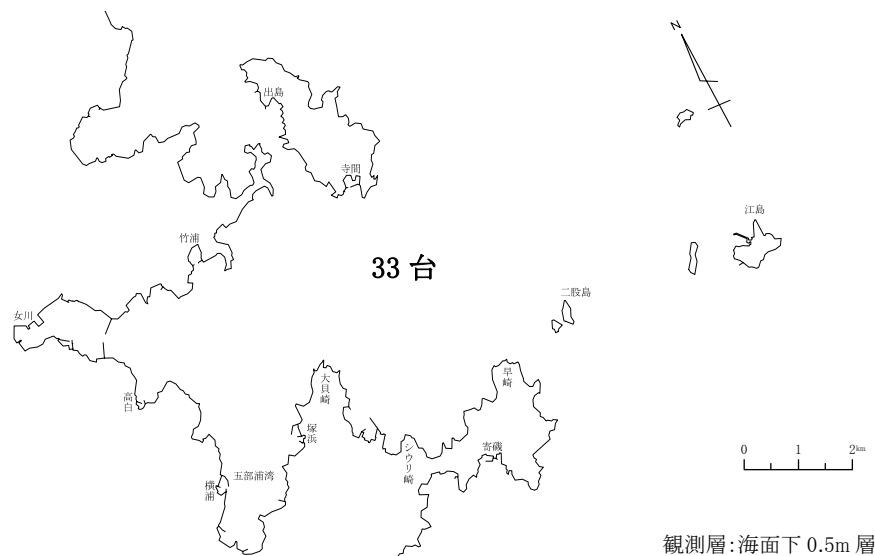 N
出島
寺間
江島
竹浦
33 台
二股島
女川
早崎
大貝崎
高白
塚浜
シウリ崎
寄磯
0 1 2km
五部浦湾
横浦
観測層:海面下 0.5m 層